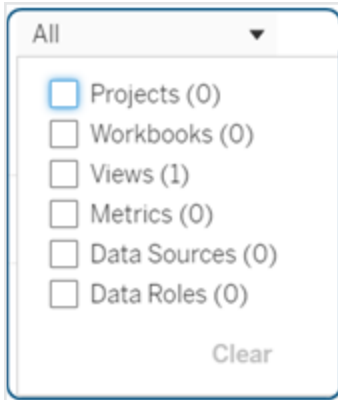 All
Projects (0)
Workbooks (0)
Views (1)
Metrics (0)
Data Sources (0)
Data Roles (0)
Clear